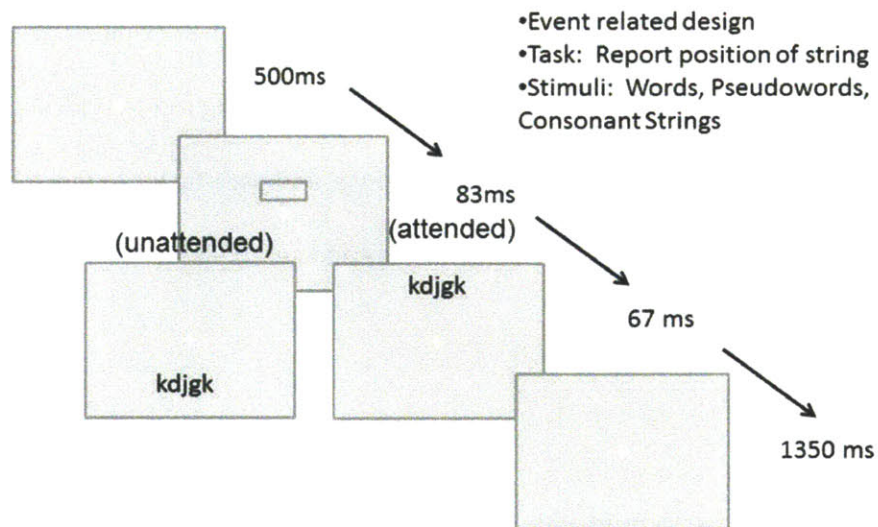 •Event related design
•Task: Report position of string
•Stimuli: Words, Pseudowords,
Consonant Strings
500ms
83ms
(unattended)
(attended)
kdjgk
67 ms
kdjgk
1350 ms